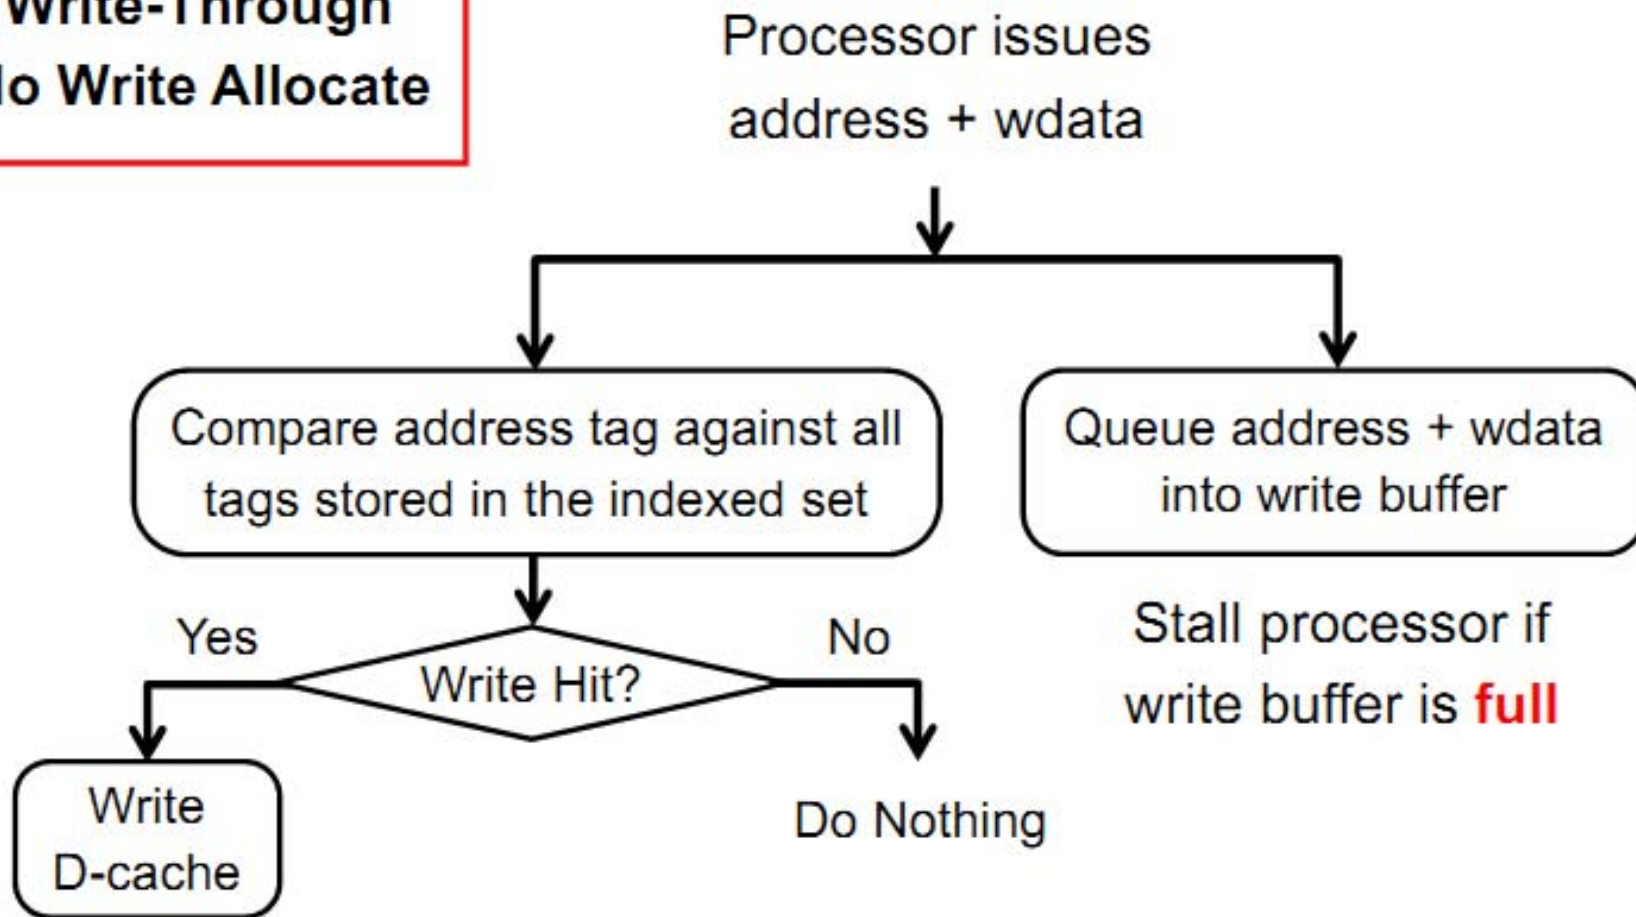 Write-Through
No Write Allocate
Processor issues
address + wdata
Compare address tag against all
tags stored in the indexed set
Queue address + wdata
into write buffer
Yes
No
Write Hit?
Stall processor if
write buffer is full
Write
D-cache
Do Nothing